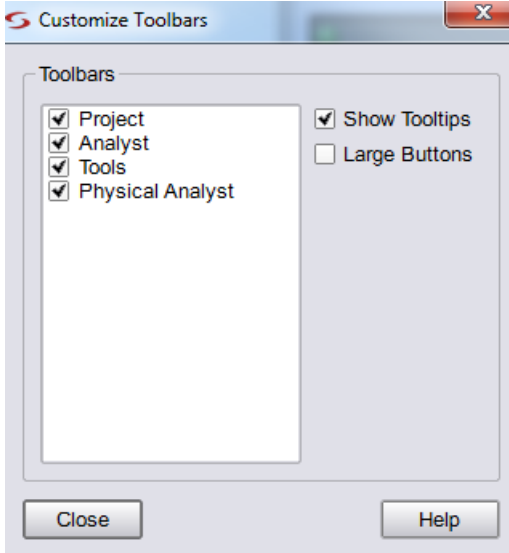 Customize Toolbars
Toolbars
Project
Analyst
Tools
Physical Analyst
Show Tooltips
Large Buttons
Close
Help